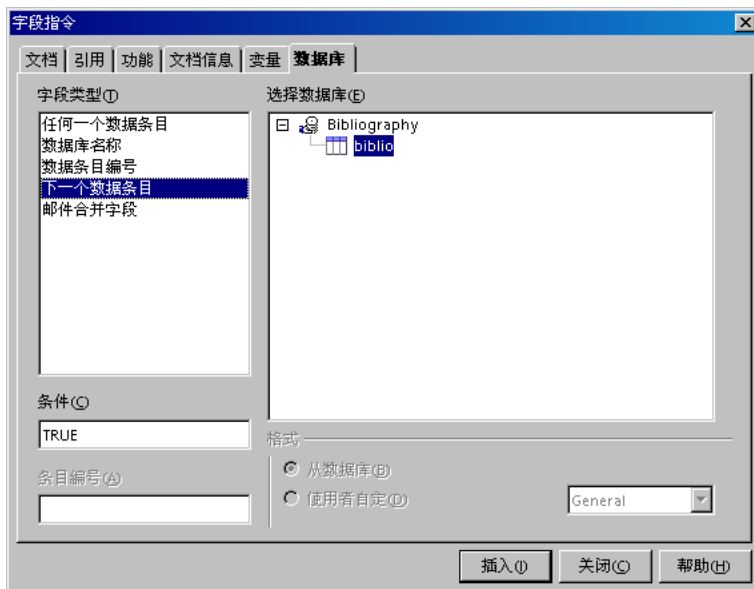 字段指令
文档 引用 功能 文档信息 变量 数据库
字段类型(T)
任何一个数据条目
数据库名称
数据条目编号
下一个数据条目
邮件合并字段
选择数据库(E)
Bibliography
biblio
条件(C)
TRUE
条目编号(A)
格式
从数据库(B)
使用者自定(D)
General
插入(I) 关闭(C) 帮助(H)